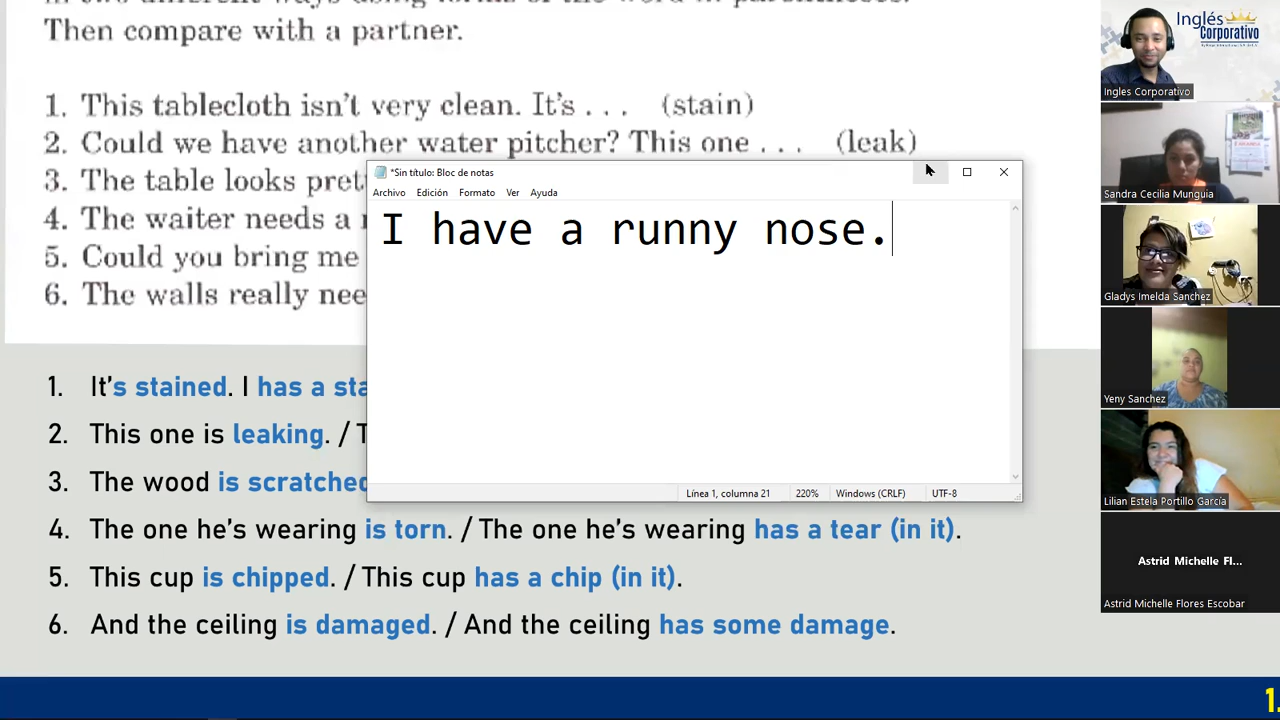 Then compare with a partner.
1. This tablecloth isn't very clean. It's . . . (stain)
2. Could we have another water pitcher? This one . . . (leak)
3. The table looks
4. The waiter needs a
5. Could you bring me
6. The walls really
*Sin título: Bloc de notas
Archivo Edición Formato Ver Ayuda
I have a runny nose.
Línea 1, columna 21 220% Windows (CRLF) UTF-8
1. It's stained. I has a
2. This one is leaking. /
3. The wood is scratched
4. The one he's wearing is torn. / The one he's wearing has a tear (in it).
5. This cup is chipped. / This cup has a chip (in it).
6. And the ceiling is damaged. / And the ceiling has some damage.
1.
Inglés
Corporativo
Ingles Corporativo
Sandra Cecilia Munguia
Gladys Imelda Sanchez
Yeny Sanchez
Lilian Estela Portillo García
Astrid Michelle Fl...
Astrid Michelle Flores Escobar